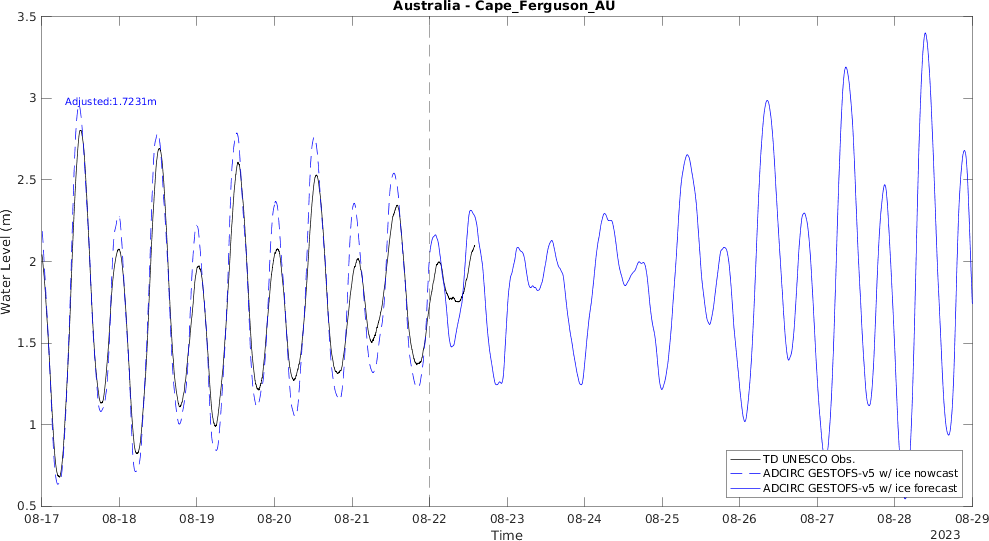 Australia - Cape_Ferguson_AU
3.5
3
2.5
2
1.5
1
0.5
Water Level (m)
Adjusted:1.7231m
TD UNESCO Obs.
ADCIRC GESTOFS-v5 w/ ice nowcast
ADCIRC GESTOFS-v5 w/ ice forecast
08-17 08-18 08-19 08-20 08-21 08-22 08-23 08-24 08-25 08-26 08-27 08-28 08-29
Time
2023